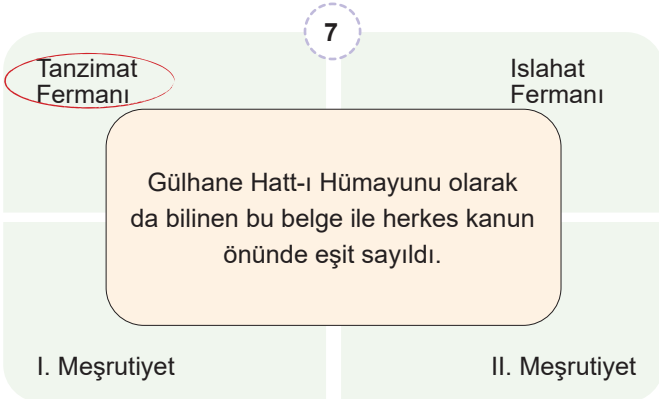 7
Tanzimat
Fermanı
Islahat
Fermanı
Gülhane Hatt-ı Hümayunu olarak
da bilinen bu belge ile herkes kanun
önünde eşit sayıldı.
I. Meşrutiyet
II. Meşrutiyet